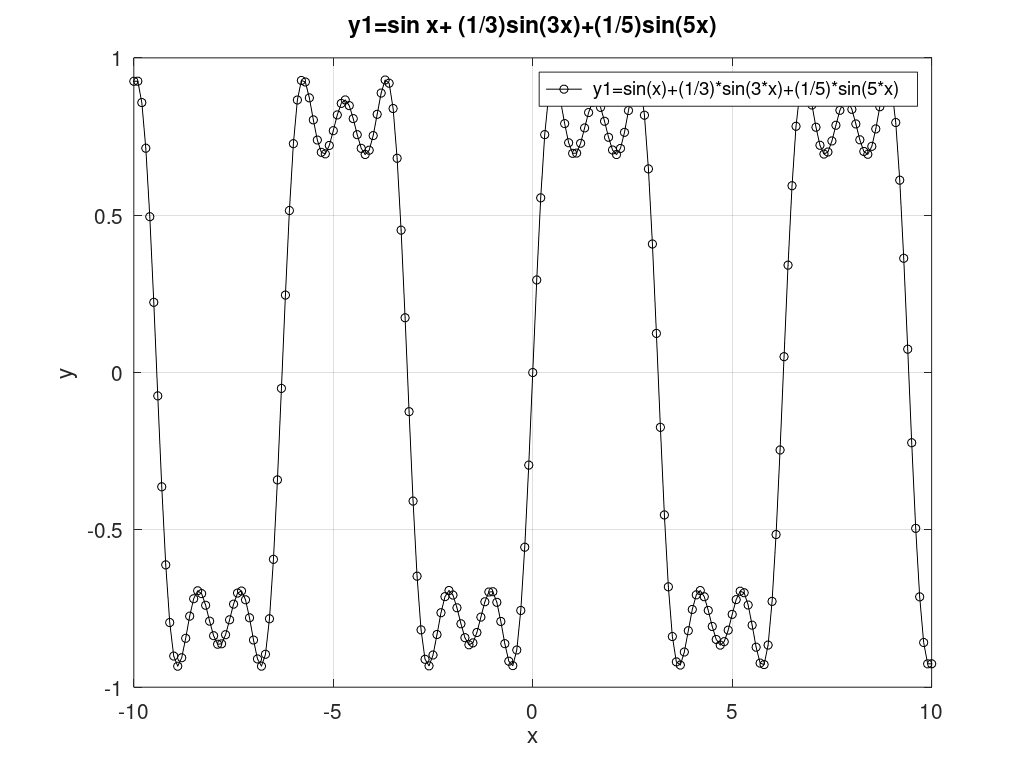 y1=sin x+ (1/3)sin(3x)+(1/5)sin(5x)
y1=sin(x)+(1/3)*sin(3*x)+(1/5)*sin(5*x)
1
0.5
0
-0.5
-1
y
-10 -5 0 5 10
x